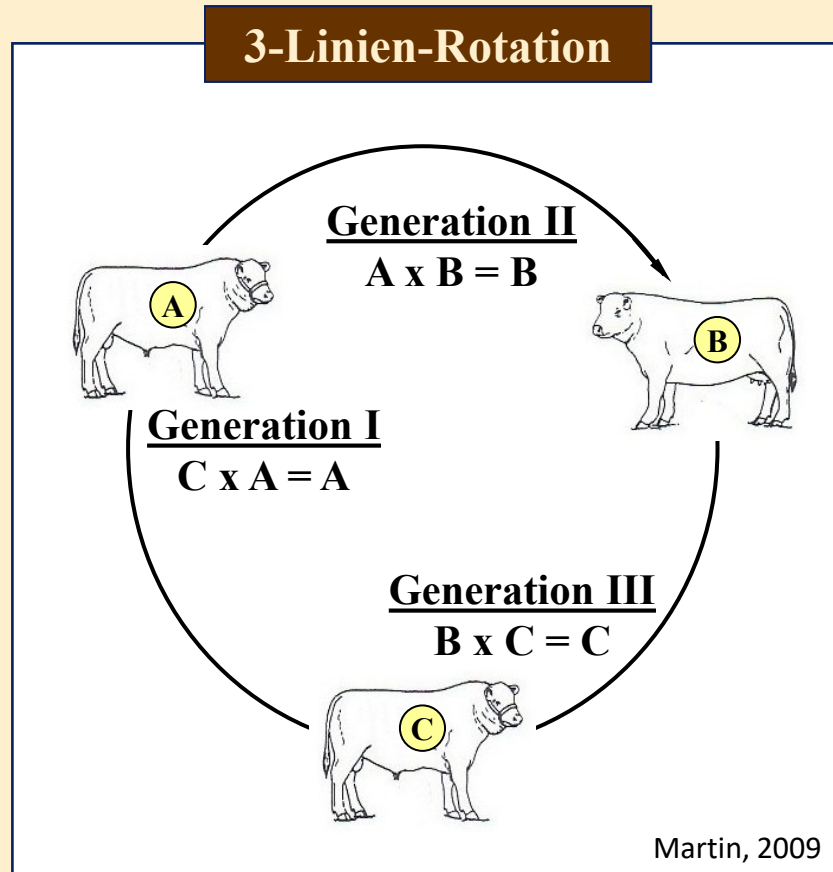 3-Linien-Rotation
Generation II
A x B = B
A
B
Generation I
C x A = A
Generation III
B x C = C
C
Martin, 2009